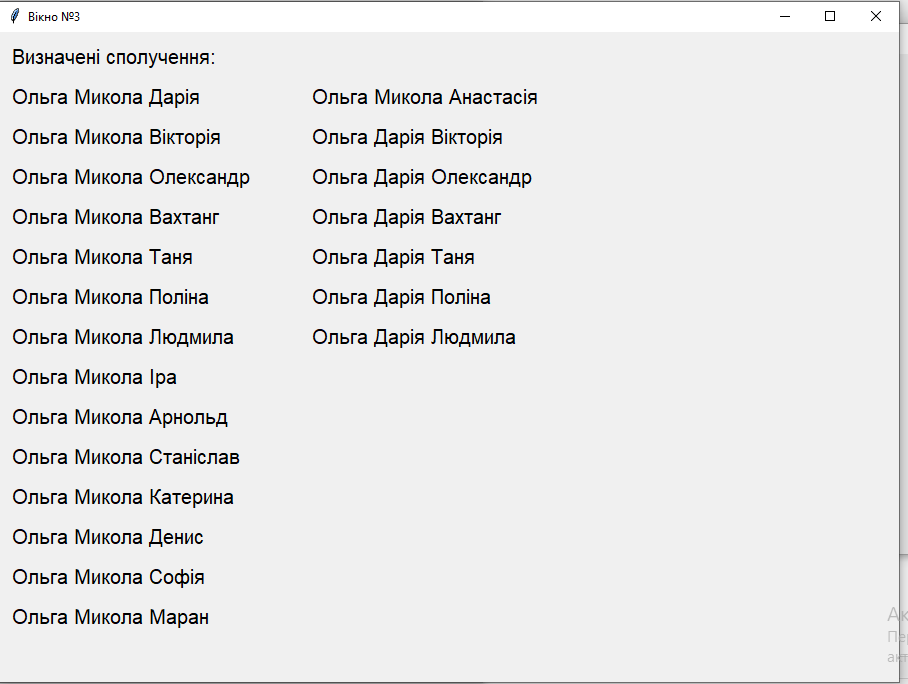 Вікно №3
Визначені сполучення:
Ольга Микола Дарія
Ольга Микола Вікторія
Ольга Микола Олександр
Ольга Микола Вахтанг
Ольга Микола Таня
Ольга Микола Поліна
Ольга Микола Людмила
Ольга Микола Іра
Ольга Микола Арнольд
Ольга Микола Станіслав
Ольга Микола Катерина
Ольга Микола Денис
Ольга Микола Софія
Ольга Микола Маран
Ольга Микола Анастасія
Ольга Дарія Вікторія
Ольга Дарія Олександр
Ольга Дарія Вахтанг
Ольга Дарія Таня
Ольга Дарія Поліна
Ольга Дарія Людмила